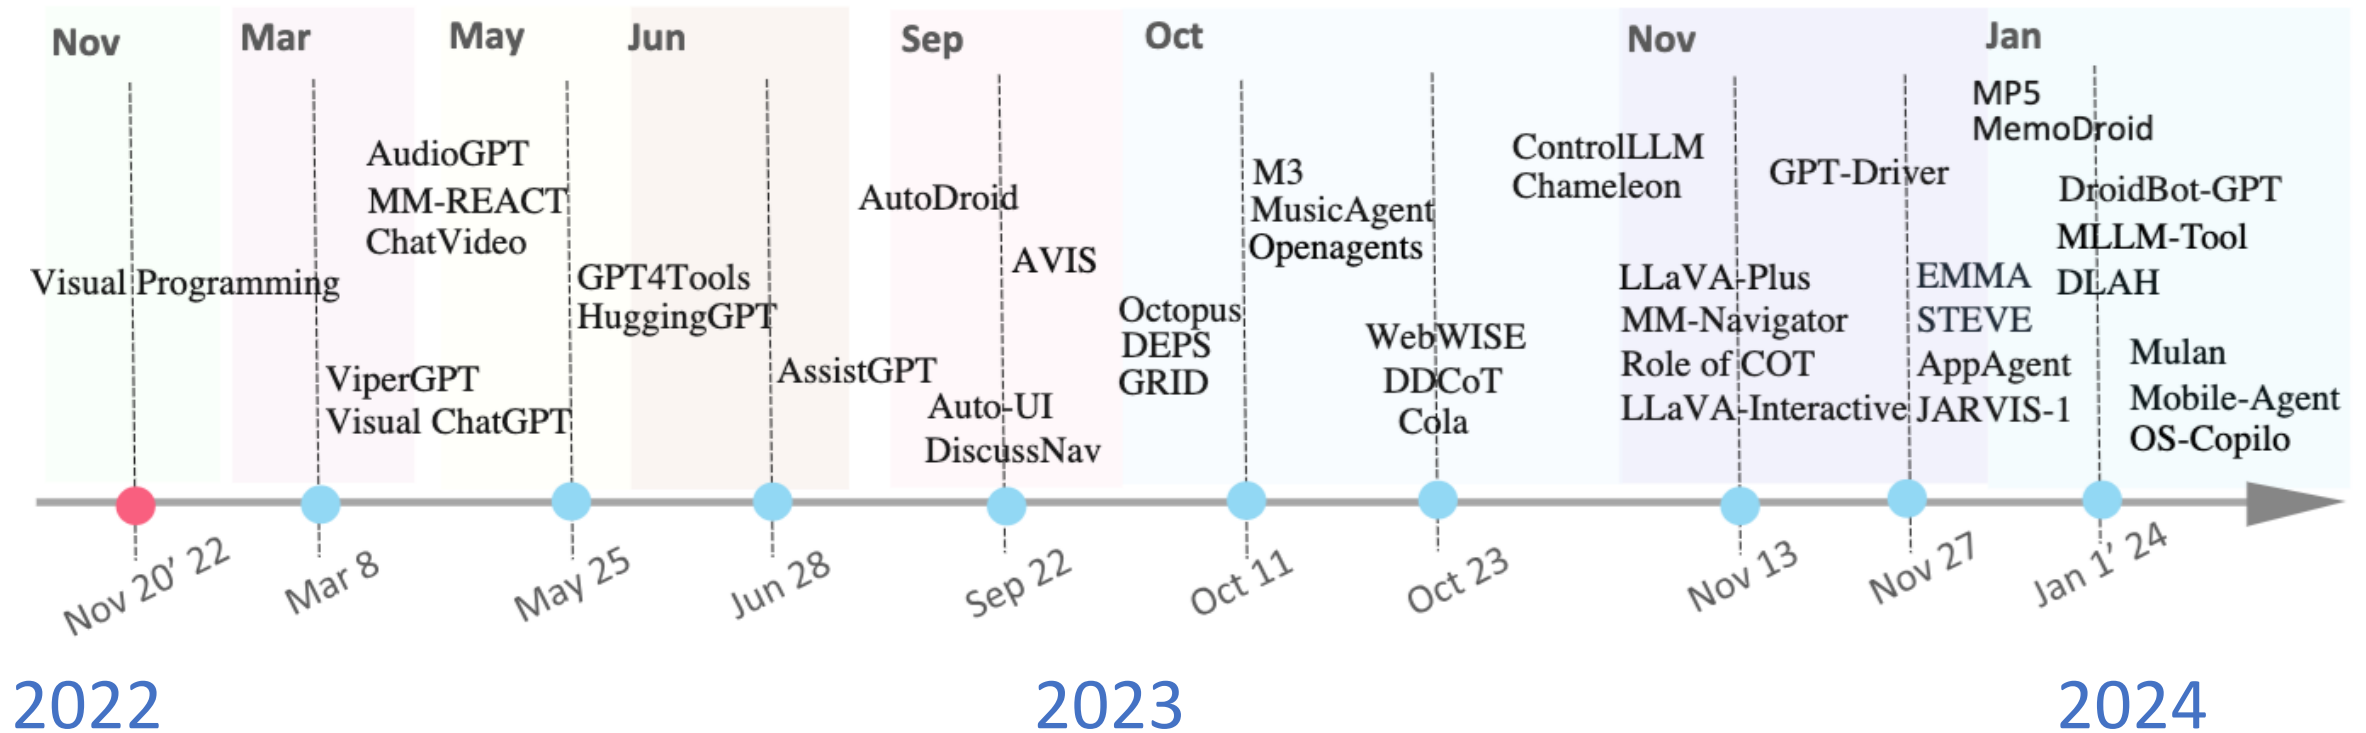 Nov
Mar
May
Jun
Sep
Oct
Nov
Jan
Visual Programming
AudioGPT
MM-REACT
ChatVideo
ViperGPT
Visual ChatGPT
GPT4Tools
HuggingGPT
AssistGPT
AutoDroid
AVIS
Auto-UI
DiscussNav
M3
MusicAgent
Openagents
Octopus
DEPS
GRID
WebWISE
DDCoT
Cola
ControlLLM
Chameleon
LLaVA-Plus
MM-Navigator
Role of COT
LLaVA-Interactive
GPT-Driver
EMMA
STEVE
AppAgent
JARVIS-1
MP5
MemoDroid
DroidBot-GPT
MLLM-Tool
DLAH
Mulan
Mobile-Agent
OS-Copilo
Nov 20’ 22
Mar 8
May 25
Jun 28
Sep 22
Oct 11
Oct 23
Nov 13
Nov 27
Jan 1’ 24
2022
2023
2024